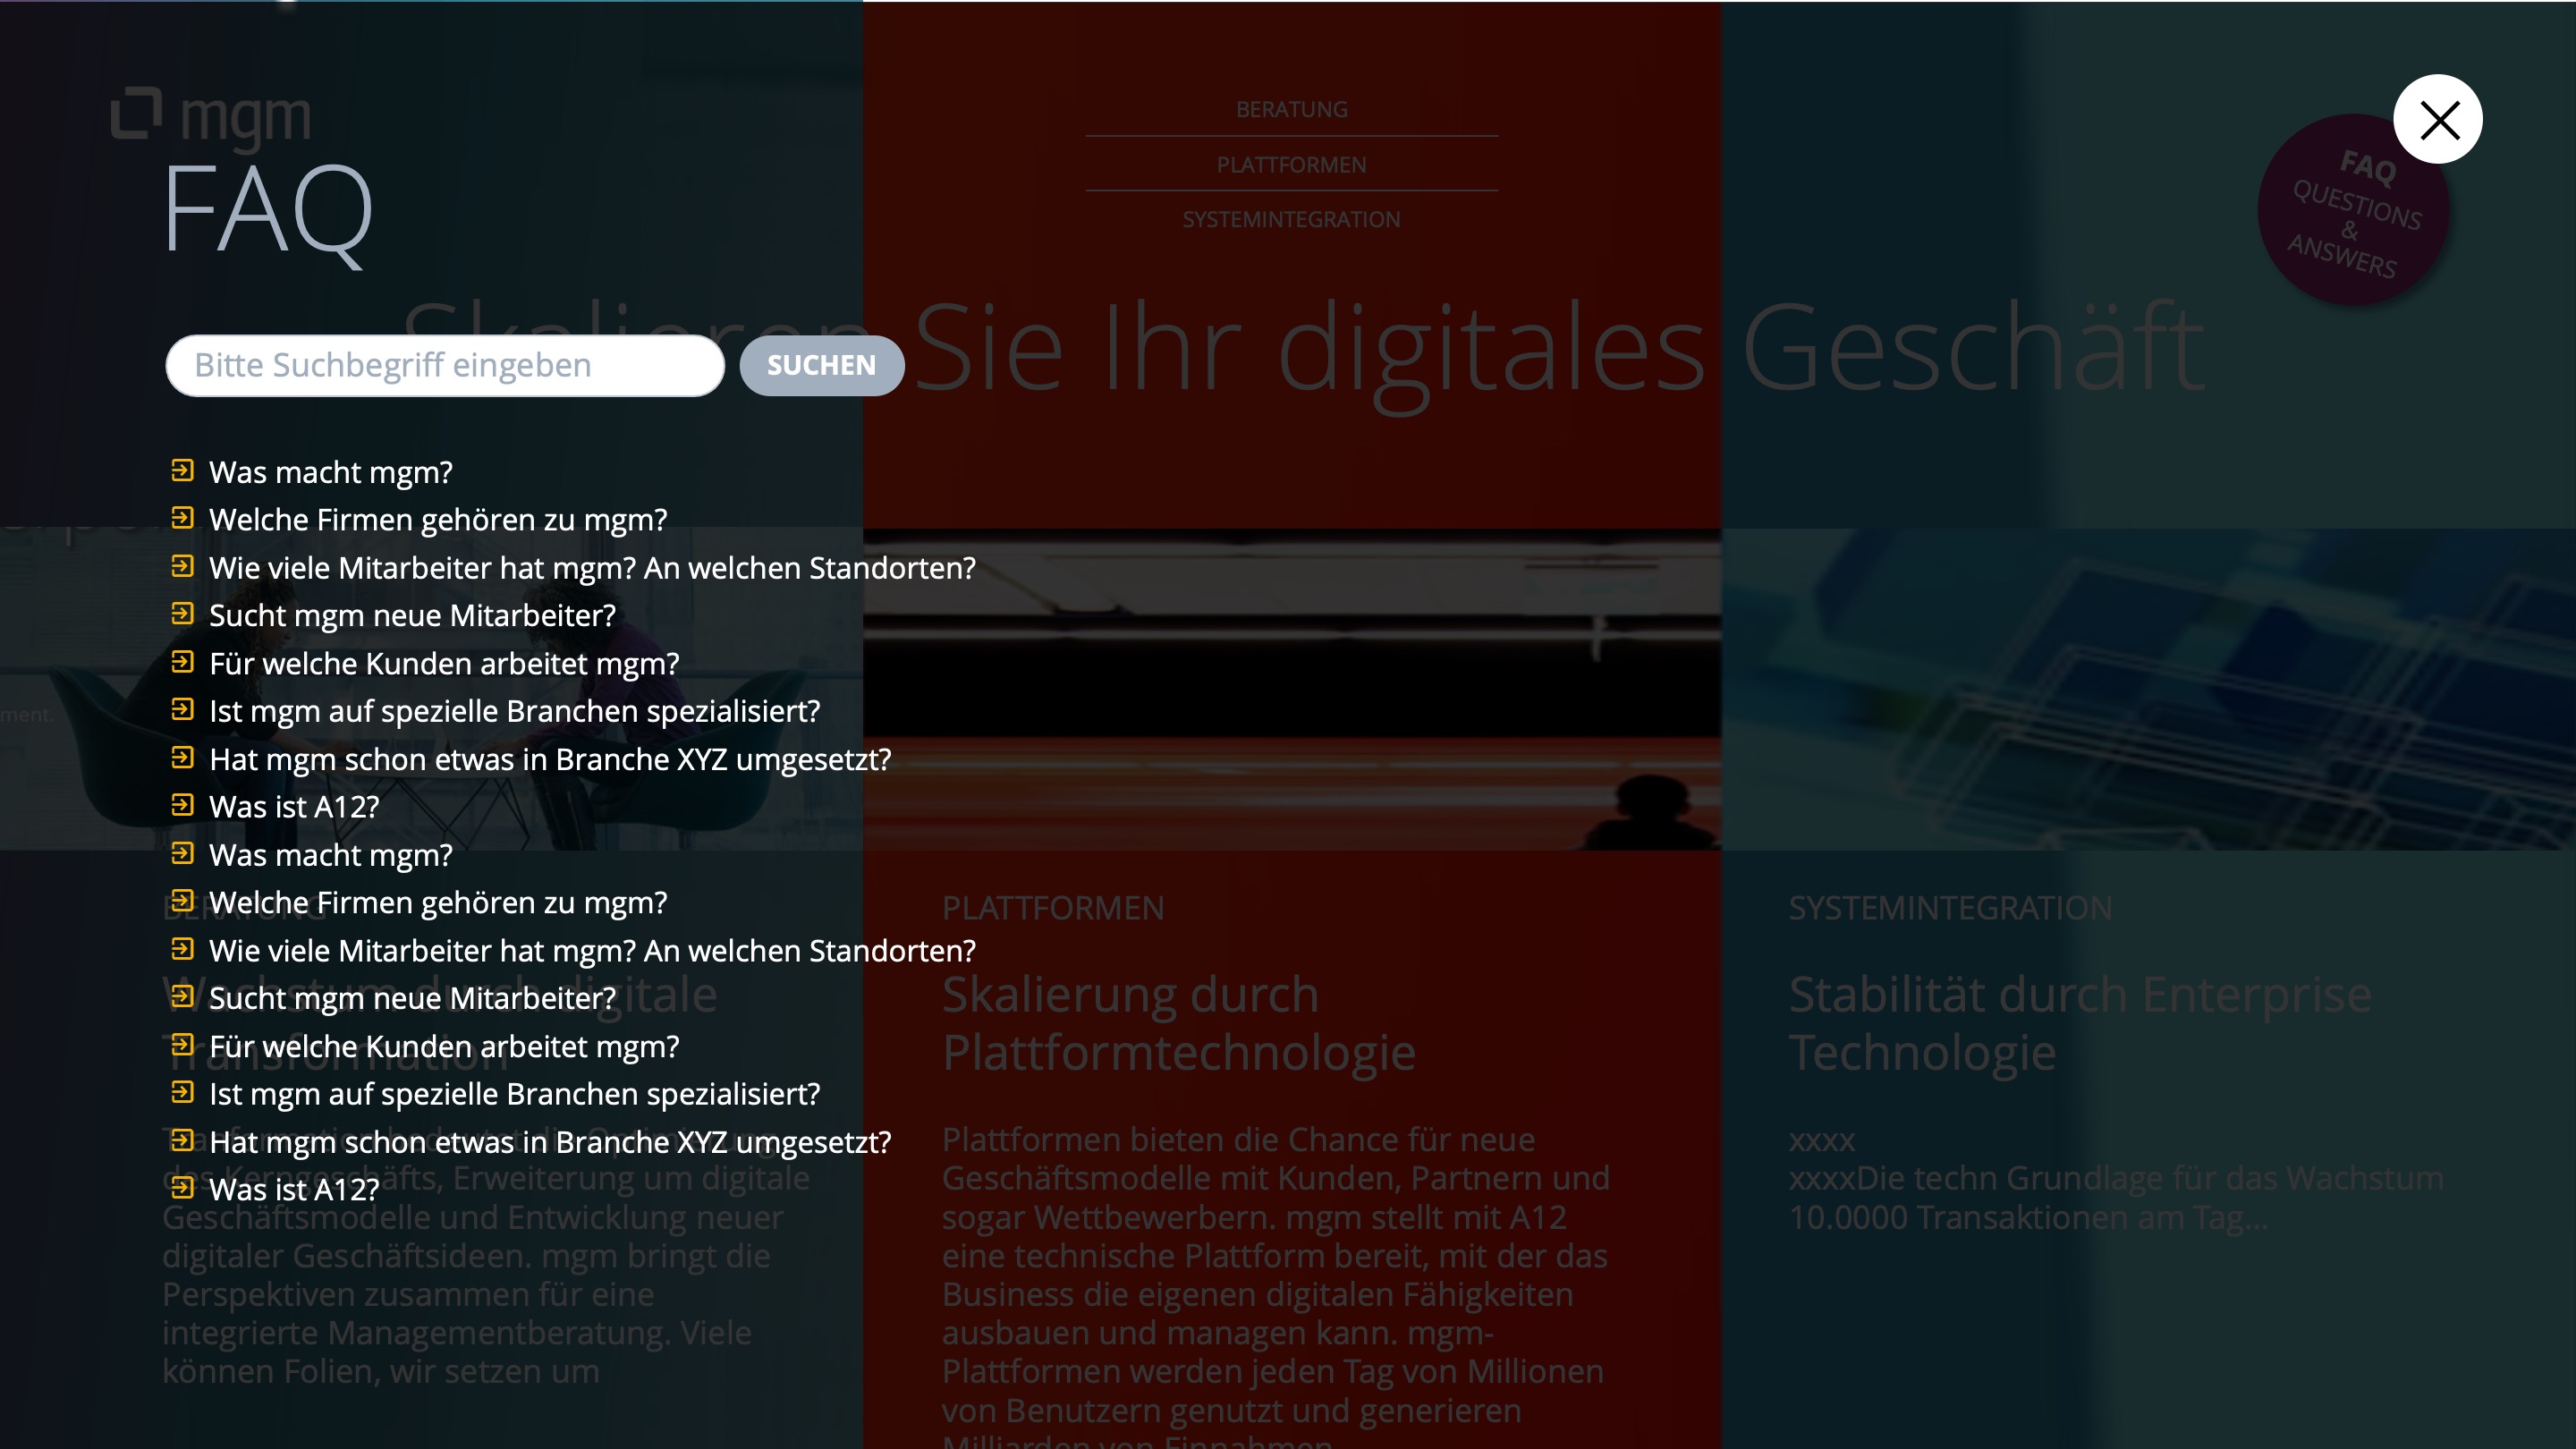 mgm
FAQ
BERATUNG
PLATTFORMEN
SYSTEMINTEGRATION
FAQ
QUESTIONS
&
ANSWERS
Skalieren Sie Ihr digitales Geschäft
Bitte Suchbegriff eingeben
SUCHEN
Was macht mgm?
Welche Firmen gehören zu mgm?
Wie viele Mitarbeiter hat mgm? An welchen Standorten?
Sucht mgm neue Mitarbeiter?
Für welche Kunden arbeitet mgm?
Ist mgm auf spezielle Branchen spezialisiert?
Hat mgm schon etwas in Branche XYZ umgesetzt?
Was ist A12?
Was macht mgm?
Welche Firmen gehören zu mgm?
Wie viele Mitarbeiter hat mgm? An welchen Standorten?
Sucht mgm neue Mitarbeiter?
Für welche Kunden arbeitet mgm?
Ist mgm auf spezielle Branchen spezialisiert?
Hat mgm schon etwas in Branche XYZ umgesetzt?
Was ist A12?
ment.
BERATUNG
Wachstum durch digitale
Transformation
Transformation bedeutet die Optimierung
des Kerngeschäfts, Erweiterung um digitale
Geschäftsmodelle und Entwicklung neuer
digitaler Geschäftsideen. mgm bringt die
Perspektiven zusammen für eine
integrierte Managementberatung. Viele
können Folien, wir setzen um
PLATTFORMEN
Skalierung durch
Plattformtechnologie
Plattformen bieten die Chance für neue
Geschäftsmodelle mit Kunden, Partnern und
sogar Wettbewerbern. mgm stellt mit A12
eine technische Plattform bereit, mit der das
Business die eigenen digitalen Fähigkeiten
ausbauen und managen kann. mgm-
Plattformen werden jeden Tag von Millionen
von Benutzern genutzt und generieren
Milliarden von Einnahmen
SYSTEMINTEGRATION
Stabilität durch Enterprise
Technologie
xxxx
xxxxDie techn Grundlage für das Wachstum
10.0000 Transaktionen am Tag...